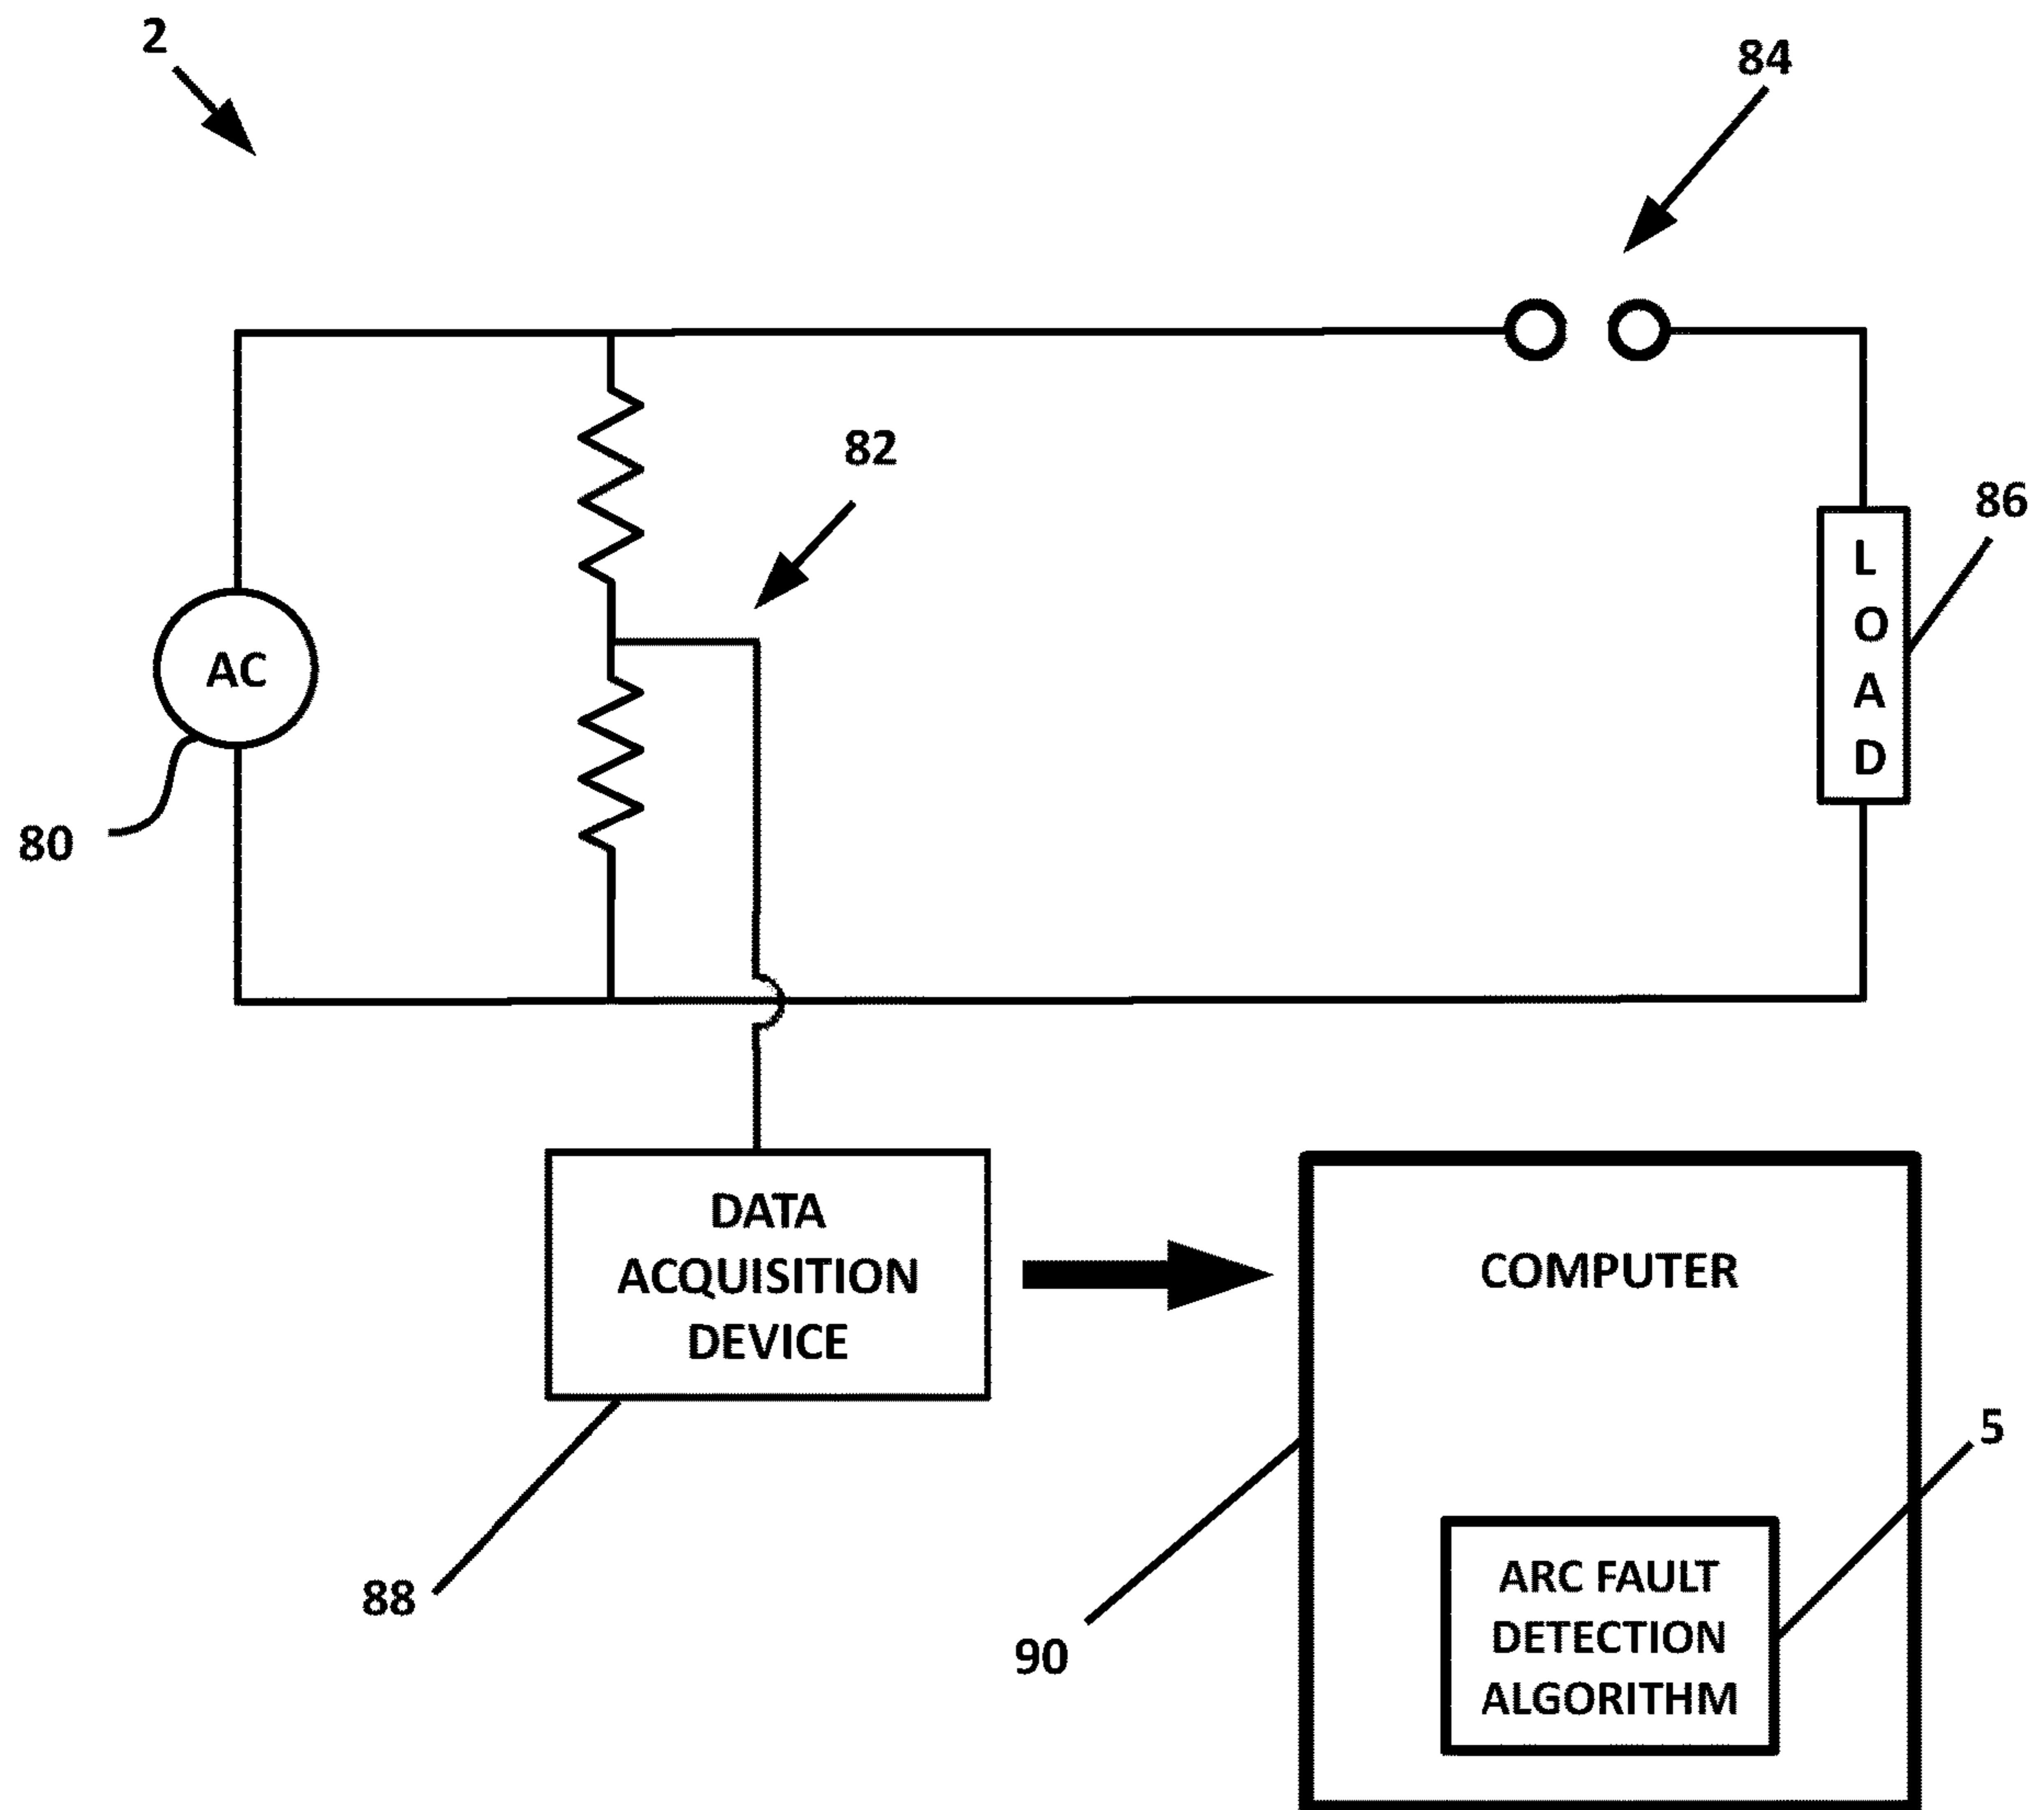 2
84
82
86
L
O
A
D
AC
80
DATA
ACQUISITION
DEVICE
COMPUTER
5
88
90
ARC FAULT
DETECTION
ALGORITHM